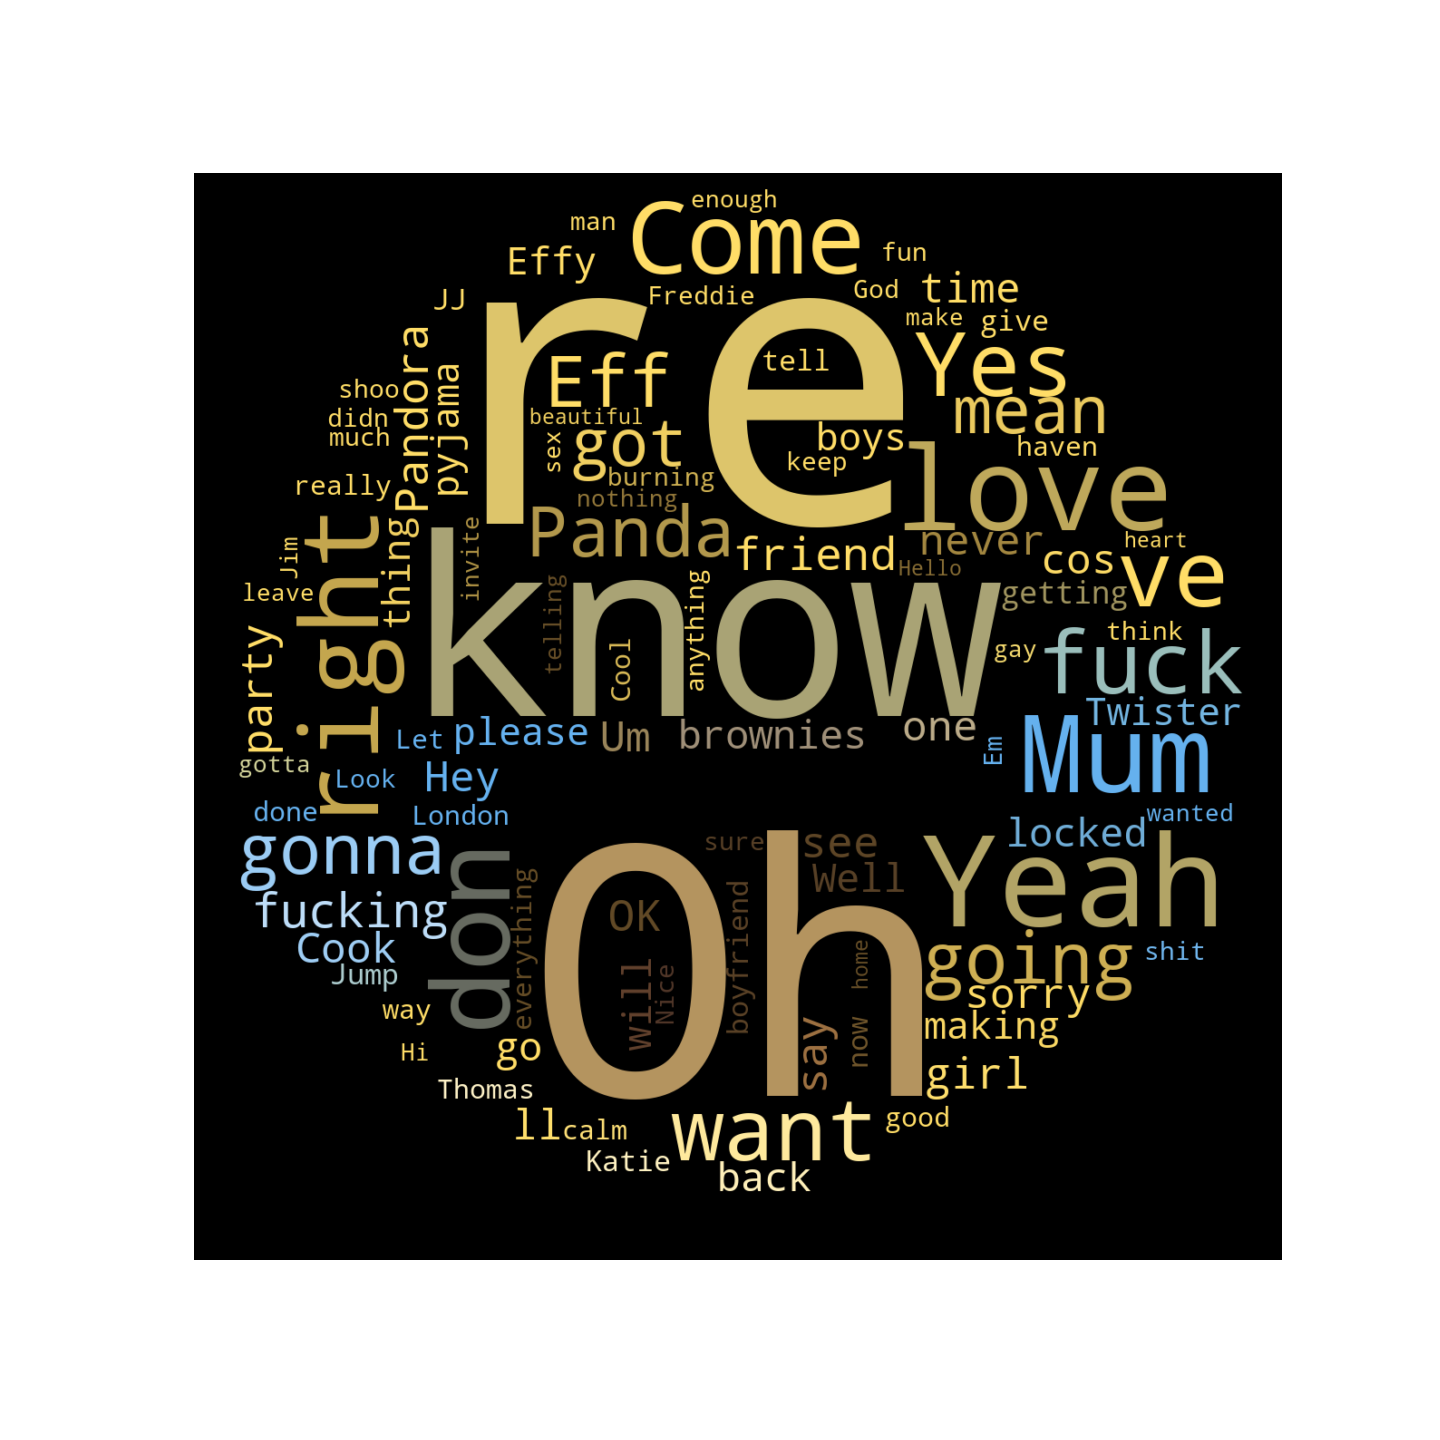 enough
man
Come
Effy
fun
JJ
Freddie
God
time
re
make
give
Pandora
pyjama
shoo
Eff
tell
Yes
didn
beautiful
mean
much
sex
got
boys
haven
keep
love
really
burning
nothing
right
thing
Panda
friend
never
cos
heart
ve
Jim
invite
know
Hello
leave
telling
anything
getting
party
Cool
gay
think
fuck
Twister
Let
please
Um
brownies
one
Em
Mum
gotta
Look
Hey
done
London
wanted
gonna
don
Oh
sure
see
Yeah
locked
fucking
everything
OK
boyfriend
Well
Cook
will
Nice
home
going
shit
Jump
way
say
now
sorry
making
Hi
go
girl
Thomas
ll
calm
want
good
Katie
back